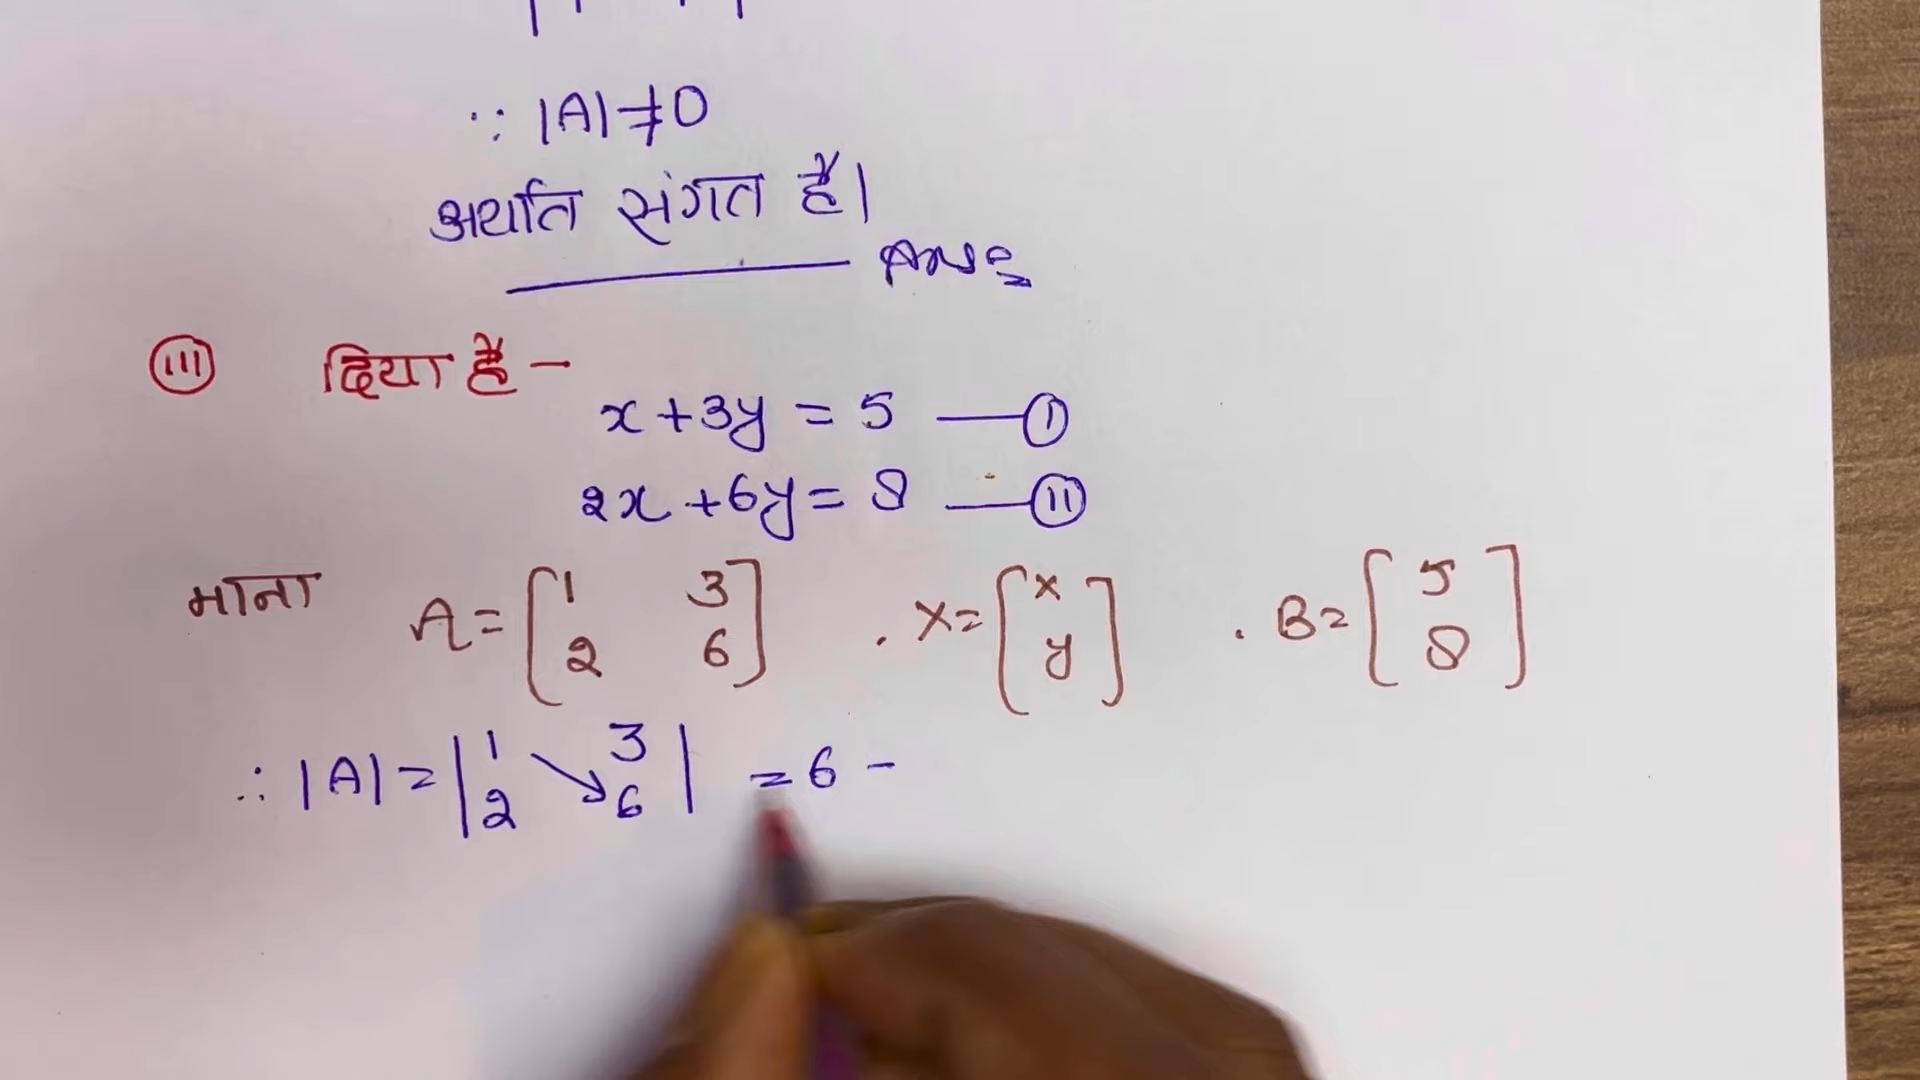 ∵ |A| ≠ 0
अर्थात संगत है।
Ans
(III) दिया है -
x + 3y = 5 —(I)
2x + 6y = 8 —(II)
माना A = [1 3 2 6] . X = [x y] . B = [5 8]
∴ |A| = |1 3 2 6| = 6 -